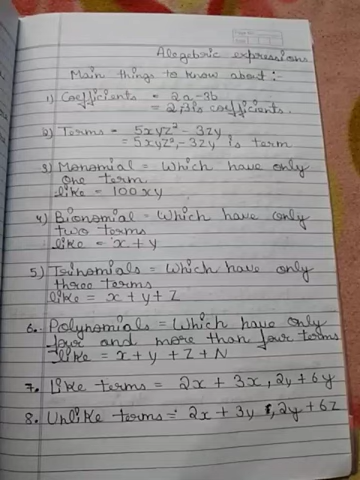 Alegebric expressions
Main things to know about:-
1) Coefficients = 2a-3b
= 2,3 is coefficients.
2) Terms = 5xyz² - 3zy
= 5xyz², -3zy is term
3) Monomial = Which have only
one term.
like = 100xy
4) Bionomial = Which have only
two terms
like = x+y
5) Trinomials = Which have only
three terms
like = x+y+z
6. Polynomials = Which have only
four and more than four terms
like = x+y+z+N
7. Like terms = 2x+3x, 2y+6y
8. Unlike terms = 2x+3y, 2y+6z